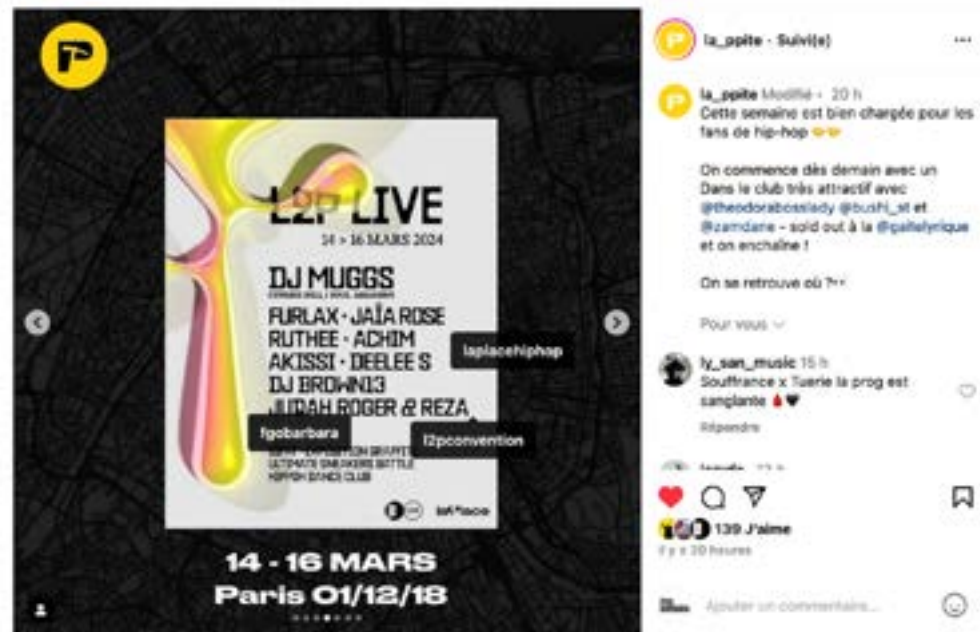 P
L2P LIVE
14 > 16 MARS 2024
DJ MUGGS
FURLAX · JAÏA ROSE
RUTHEE · ACHIM
AKISSI · DEELEE S
DJ BROWN13
JUDAH ROGER & REZA
laplacehiphop
fgobarbara
l2pconvention
ULTIMATE SNEAKERS BATTLE
HIPPOH DANCE CLUB
14 - 16 MARS
Paris 01/12/18
la_ppite · Suivi(e)
la_ppite Modifié · 20 h
Cette semaine est bien chargée pour les
fans de hip-hop
On commence dès demain avec un
Dans le club très attractif avec
@theodorabosslady @bushi_st et
@zamdane - sold out à la @gaitelyrique
et on enchaîne !
On se retrouve où ?
Pour vous
ly_san_music 15 h
Souffrance x Tuerie la prog est
sanglante
Répondre
139 J'aime
Il y a 20 heures
Ajouter un commentaire...